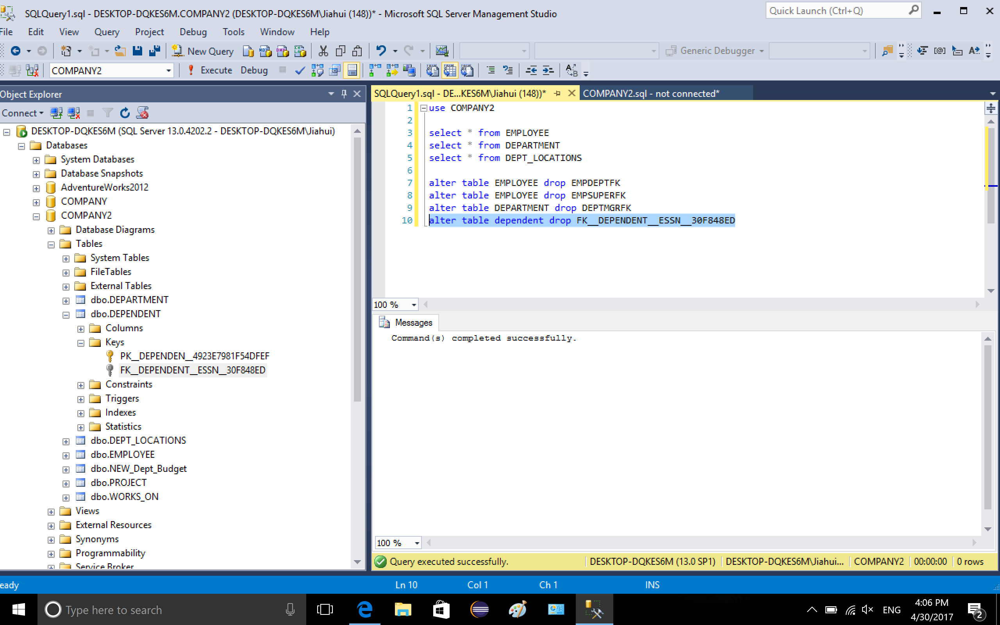 SQLQuery1.sql - DESKTOP-DQKES6M.COMPANY2 (DESKTOP-DQKES6M\Jiahui (148))* - Microsoft SQL Server Management Studio
Quick Launch (Ctrl+Q)
File Edit View Query Project Debug Tools Window Help
New Query
Generic Debugger
COMPANY2 Execute Debug
Object Explorer
Connect
DESKTOP-DQKES6M (SQL Server 13.0.4202.2 - DESKTOP-DQKES6M\Jiahui)
Databases
System Databases
Database Snapshots
AdventureWorks2012
COMPANY
COMPANY2
Database Diagrams
Tables
System Tables
FileTables
External Tables
dbo.DEPARTMENT
dbo.DEPENDENT
Columns
Keys
PK__DEPENDEN__4923E7981F54DFEF
FK__DEPENDENT__ESSN__30F848ED
Constraints
Triggers
Indexes
Statistics
dbo.DEPT_LOCATIONS
dbo.EMPLOYEE
dbo.NEW_Dept_Budget
dbo.PROJECT
dbo.WORKS_ON
Views
External Resources
Synonyms
Programmability
Service Broker
SQLQuery1.sql - DE...KES6M\Jiahui (148))* COMPANY2.sql - not connected*
1 use COMPANY2
2
3 select * from EMPLOYEE
4 select * from DEPARTMENT
5 select * from DEPT_LOCATIONS
6
7 alter table EMPLOYEE drop EMPDEPTFK
8 alter table EMPLOYEE drop EMPSUPERFK
9 alter table DEPARTMENT drop DEPTMGRFK
10 alter table dependent drop FK__DEPENDENT__ESSN__30F848ED
100 %
Messages
Command(s) completed successfully.
100 %
Query executed successfully. DESKTOP-DQKES6M (13.0 SP1) DESKTOP-DQKES6M\Jiahui... COMPANY2 00:00:00 0 rows
eady Ln 10 Col 1 Ch 1 INS
Type here to search
ENG
4:06 PM
4/30/2017
2